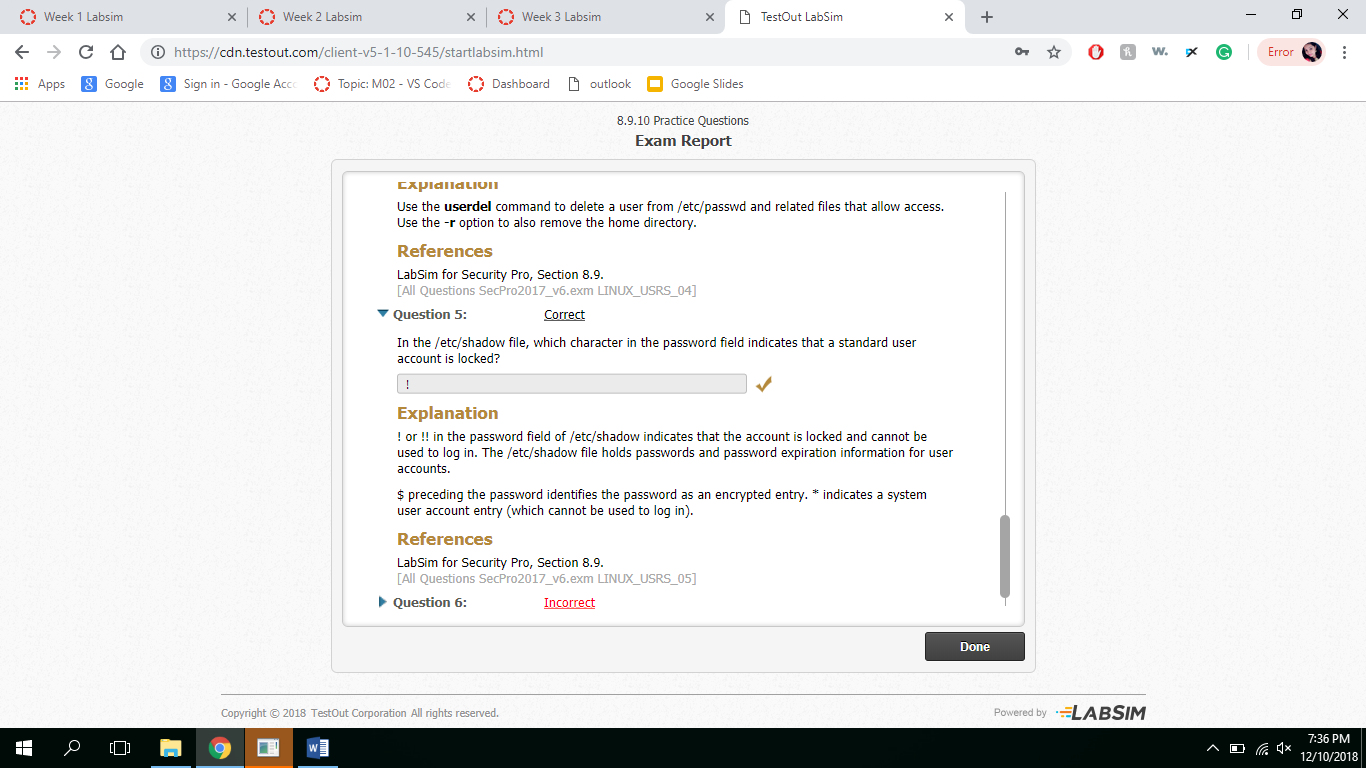 Week 1 Labsim
Week 2 Labsim
Week 3 Labsim
TestOut LabSim
https://cdn.testout.com/client-v5-1-10-545/startlabsim.html
Error
Apps
Google
Sign in - Google Acco
Topic: M02 - VS Code
Dashboard
outlook
Google Slides
8.9.10 Practice Questions
Exam Report
Explanation
Use the userdel command to delete a user from /etc/passwd and related files that allow access.
Use the -r option to also remove the home directory.
References
LabSim for Security Pro, Section 8.9.
[All Questions SecPro2017_v6.exm LINUX_USRS_04]
Question 5: Correct
In the /etc/shadow file, which character in the password field indicates that a standard user
account is locked?
!
Explanation
! or !! in the password field of /etc/shadow indicates that the account is locked and cannot be
used to log in. The /etc/shadow file holds passwords and password expiration information for user
accounts.
$ preceding the password identifies the password as an encrypted entry. * indicates a system
user account entry (which cannot be used to log in).
References
LabSim for Security Pro, Section 8.9.
[All Questions SecPro2017_v6.exm LINUX_USRS_05]
Question 6: Incorrect
Done
Copyright © 2018 TestOut Corporation All rights reserved.
Powered by LABSIM
7:36 PM
12/10/2018